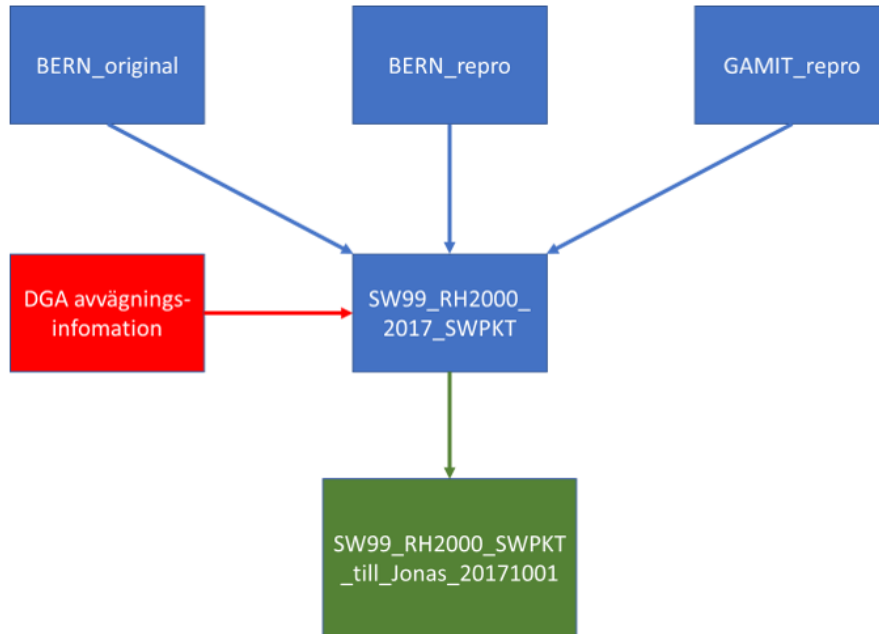 BERN_original
BERN_repro
GAMIT_repro
DGA avvägnings-
infomation
SW99_RH2000_
2017_SWPKT
SW99_RH2000_SWPKT
_till_Jonas_20171001